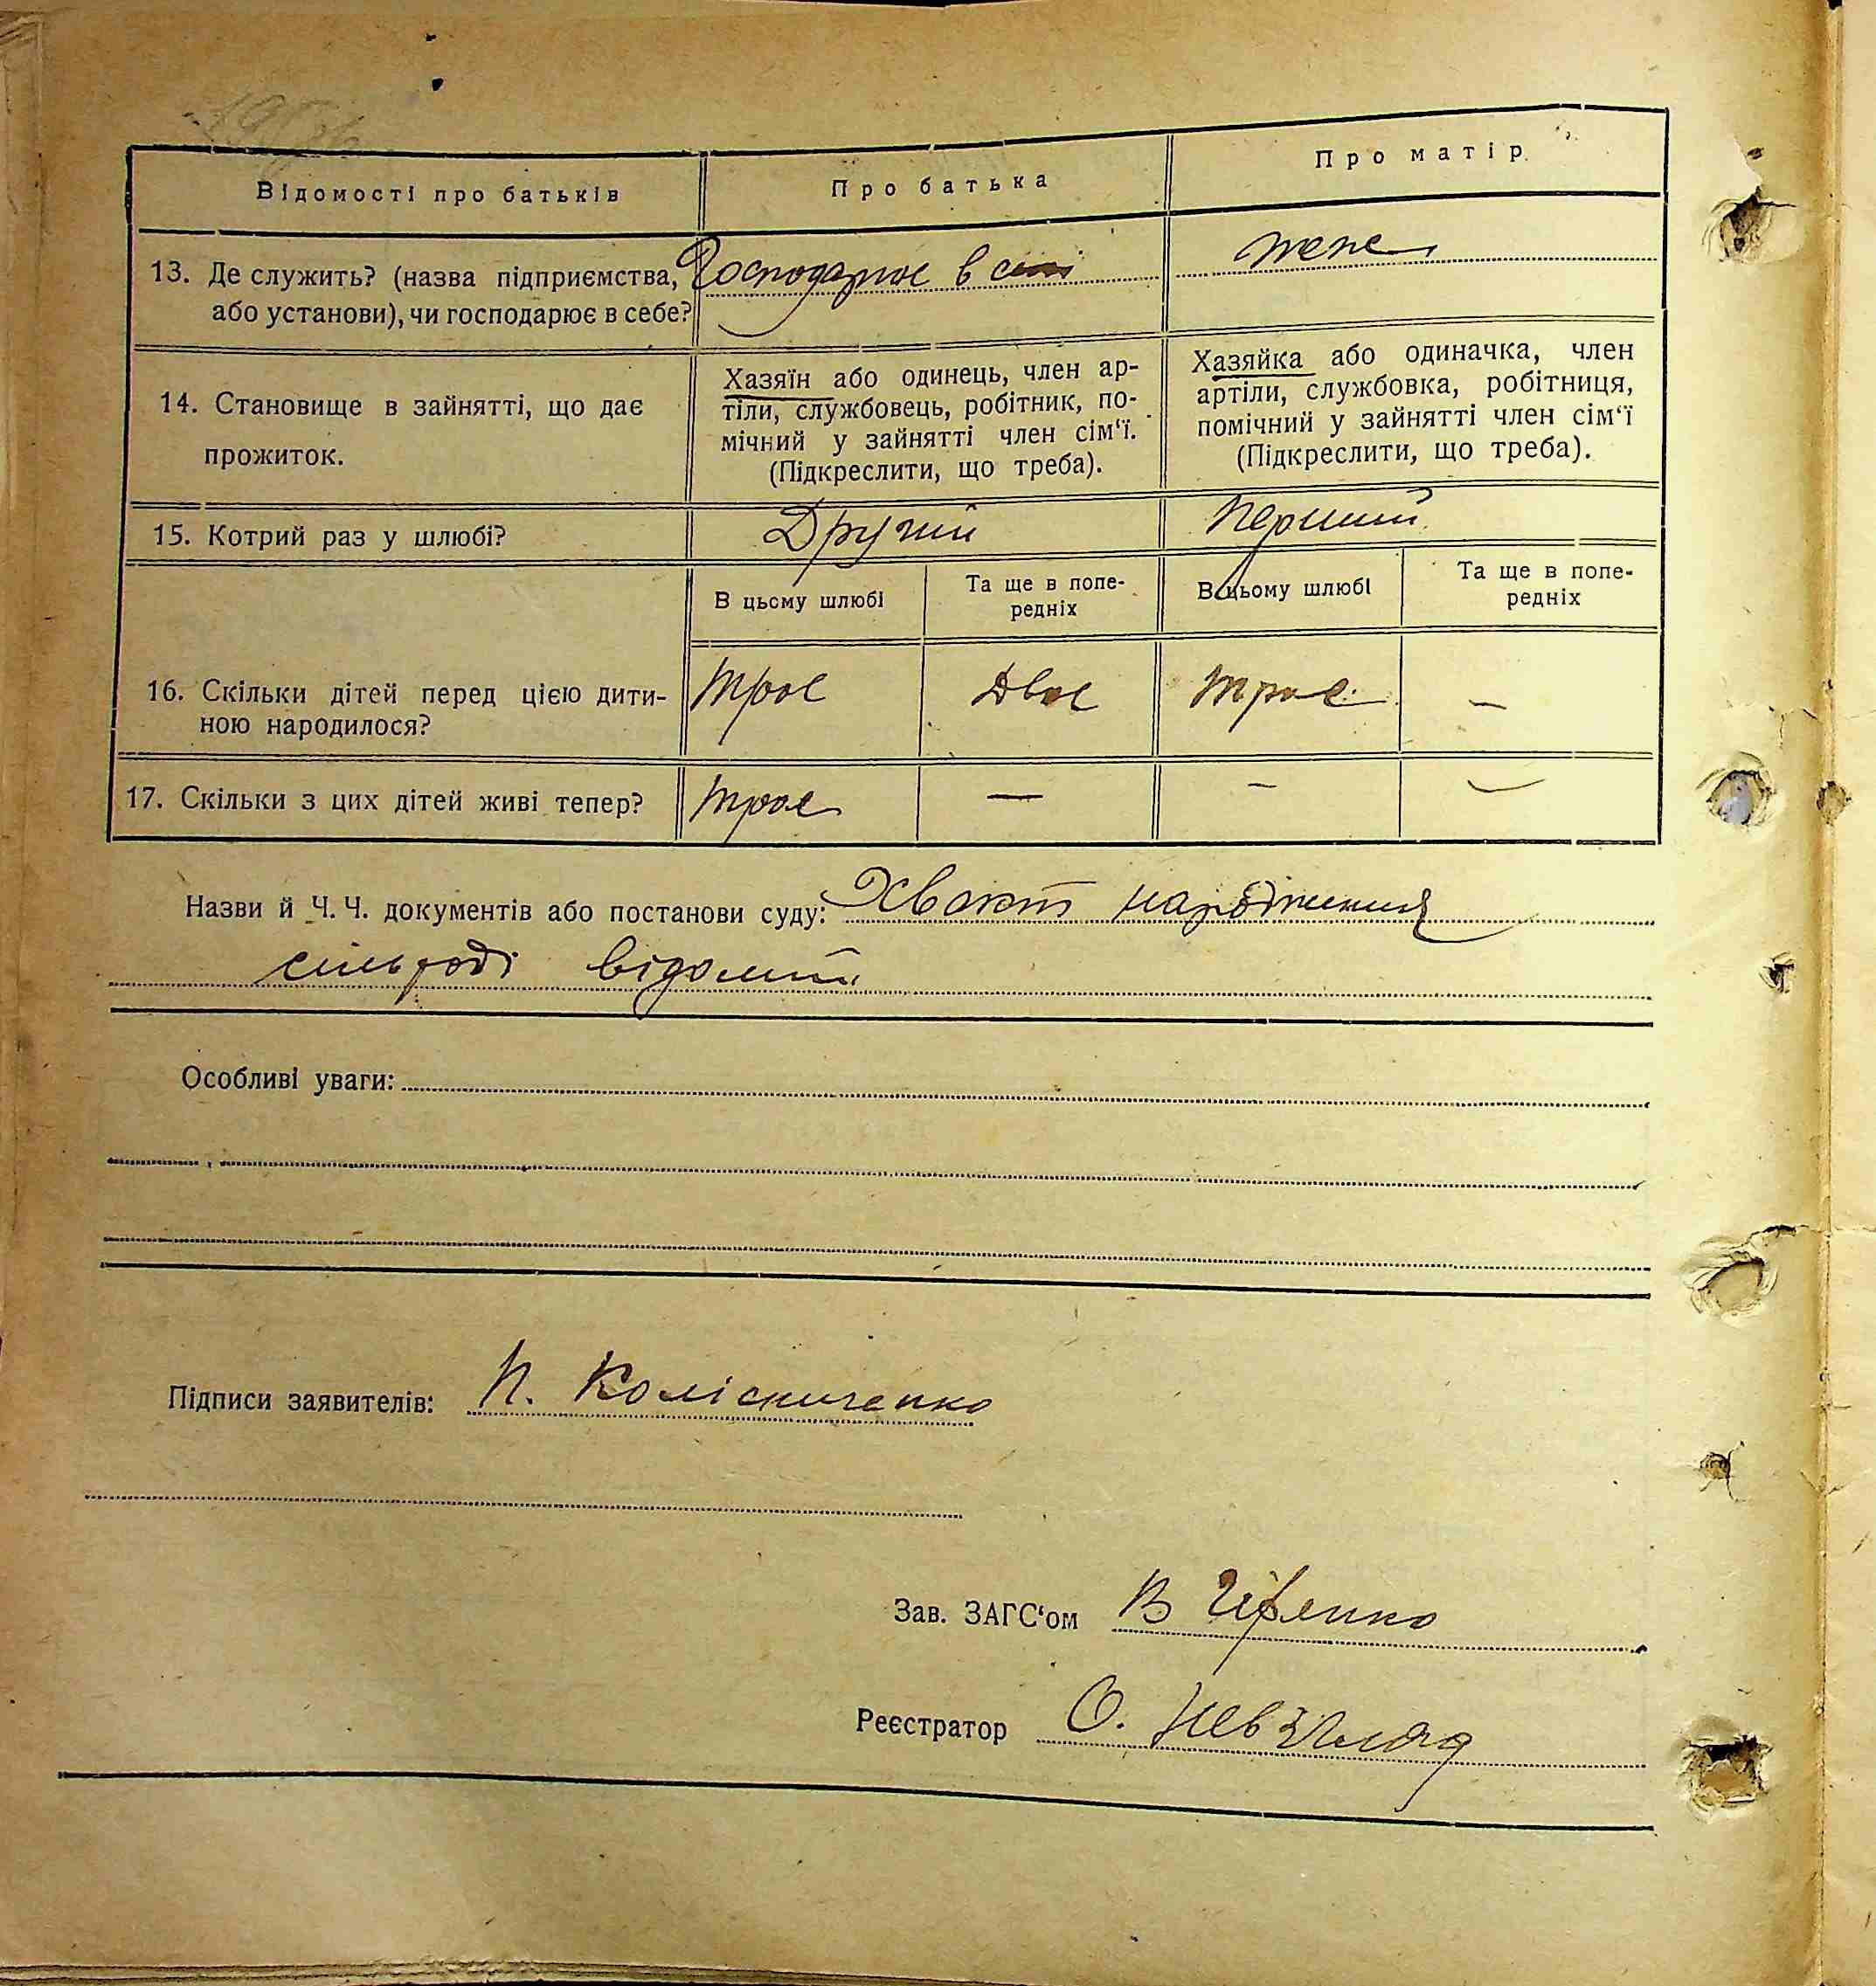 Відомості про батьків
Про батька
Про матір
13. Де служить? (назва підприємства,
або установи), чи господарює в себе?
Господарює в
14. Становище в зайнятті, що дає
прожиток.
Хазяїн або одинець, член ар-
тіли, службовець, робітник, по-
мічний у зайнятті член сім‘ї.
(Підкреслити, що треба).
Хазяйка або одиначка, член
артіли, службовка, робітниця,
помічний у зайнятті член сім‘ї
(Підкреслити, що треба).
15. Котрий раз у шлюбі?
Другий
Перший
В цьому шлюбі
Та ще в попе-
редніх
В цьому шлюбі
Та ще в попе-
редніх
16. Скільки дітей перед цією дити-
ною народилося?
Троє
Двоє
Троє
—
17. Скільки з цих дітей живі тепер?
Троє
—
—
—
Назви й Ч. Ч. документів або постанови суду: Хвакт народження
сільраді відомий
Особливі уваги:
Підписи заявителів: П. Колісниченко
Зав. ЗАГС‘ом В
Реєстратор О. Невзгляд